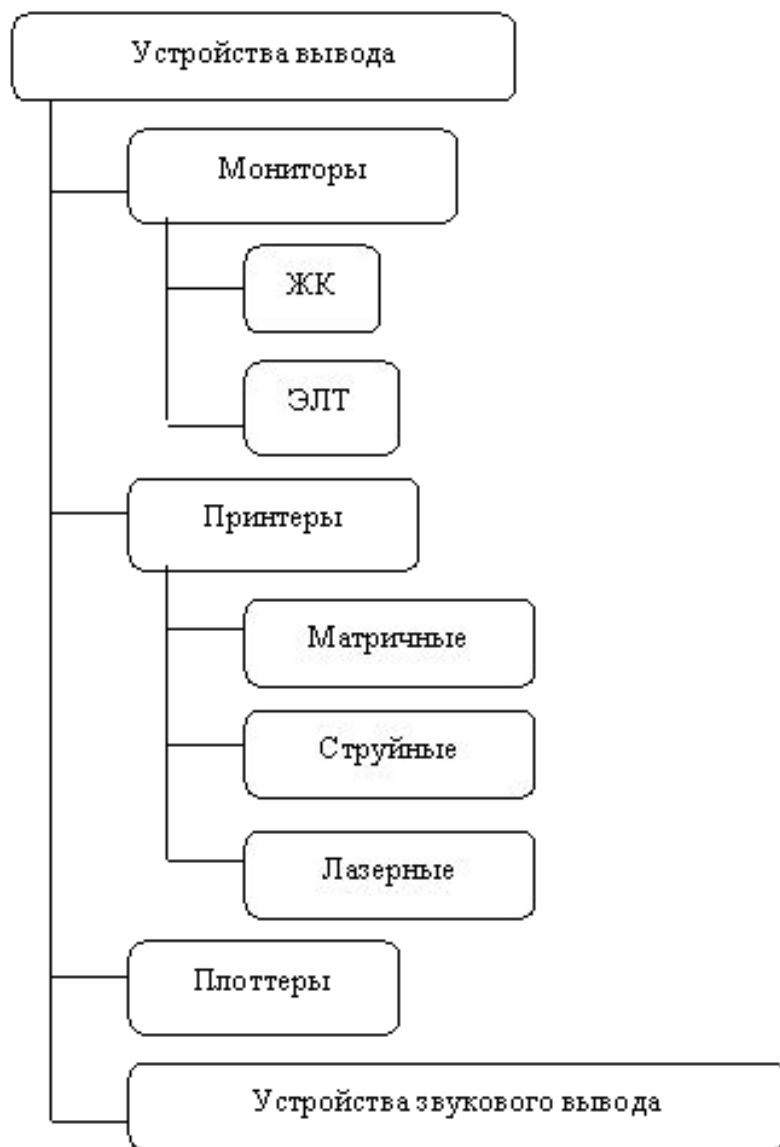 Устройства вывода
Мониторы
ЖК
ЭЛТ
Принтеры
Матричные
Струйные
Лазерные
Плоттеры
Устройства звукового вывода